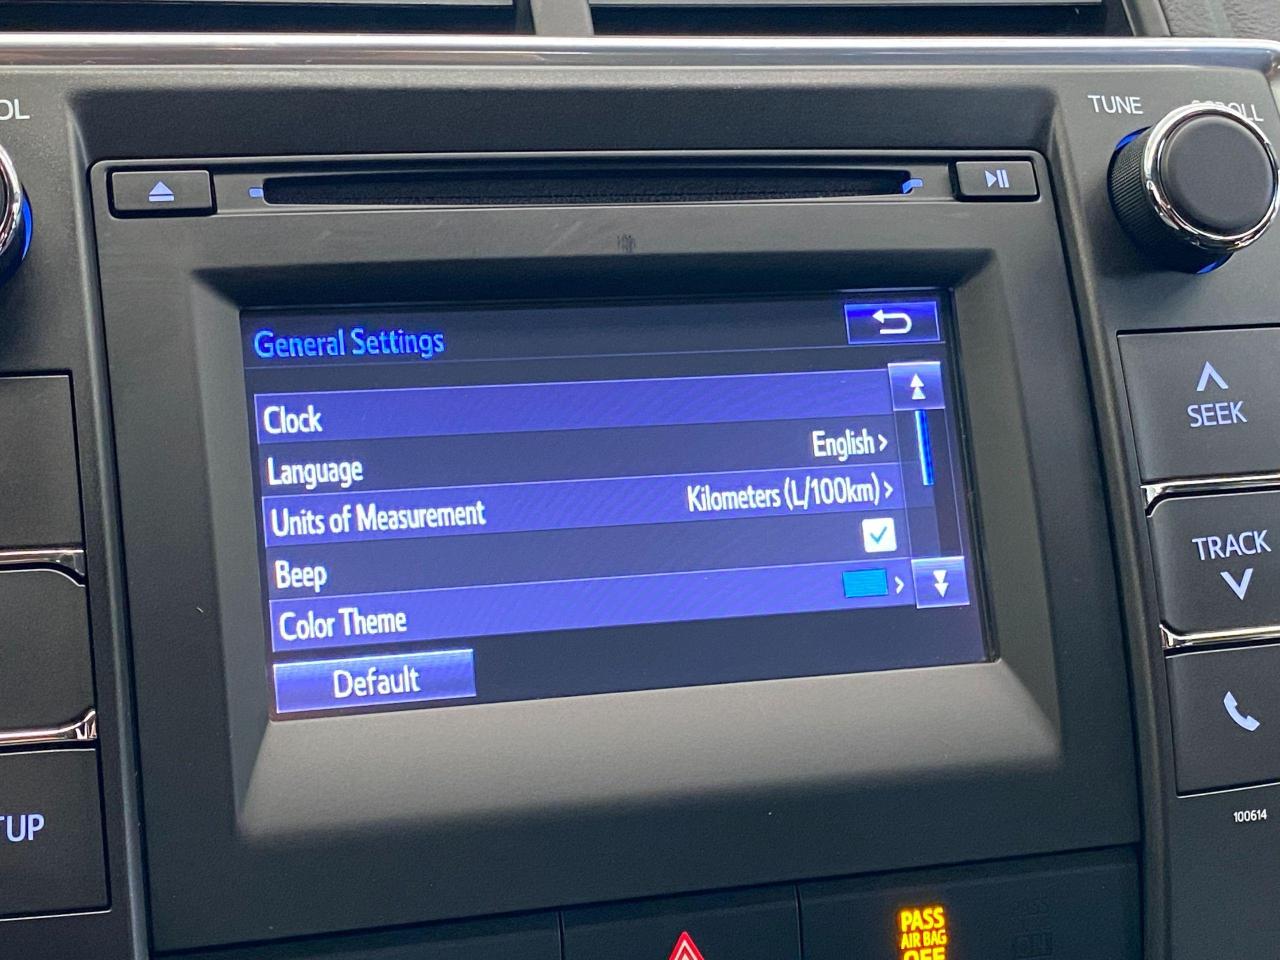 OL
TUNE SCROLL
General Settings
Clock
Language English >
Units of Measurement Kilometers (L/100km) >
Beep
Color Theme >
Default
SEEK
TRACK
TUP
100614
PASS
AIR BAG
OFF